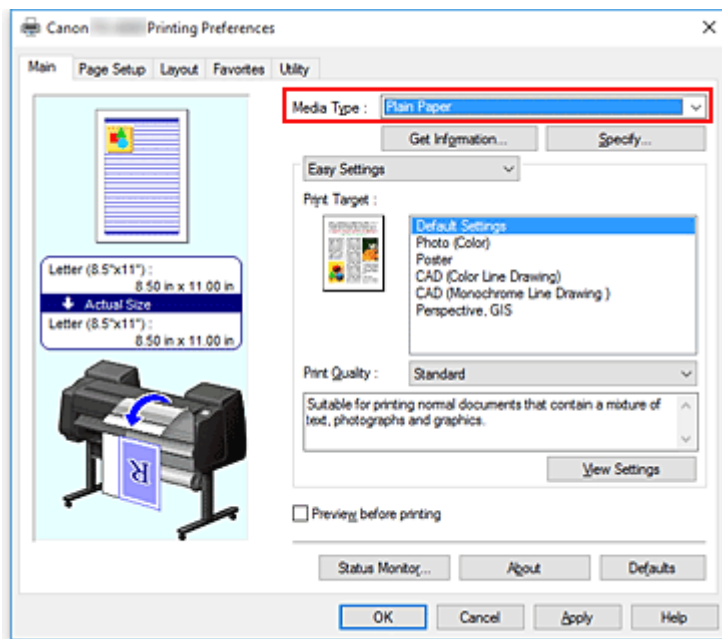 Canon Printing Preferences
Main Page Setup Layout Favorites Utility
Media Type : Plain Paper
Get Information... Specify...
Easy Settings
Print Target :
Default Settings
Photo (Color)
Poster
CAD (Color Line Drawing)
CAD (Monochrome Line Drawing )
Perspective, GIS
Letter (8.5"x11") :
8.50 in x 11.00 in
Actual Size
Letter (8.5"x11") :
8.50 in x 11.00 in
R
Print Quality : Standard
Suitable for printing normal documents that contain a mixture of
text, photographs and graphics.
View Settings
Preview before printing
Status Monitor... About Defaults
OK Cancel Apply Help